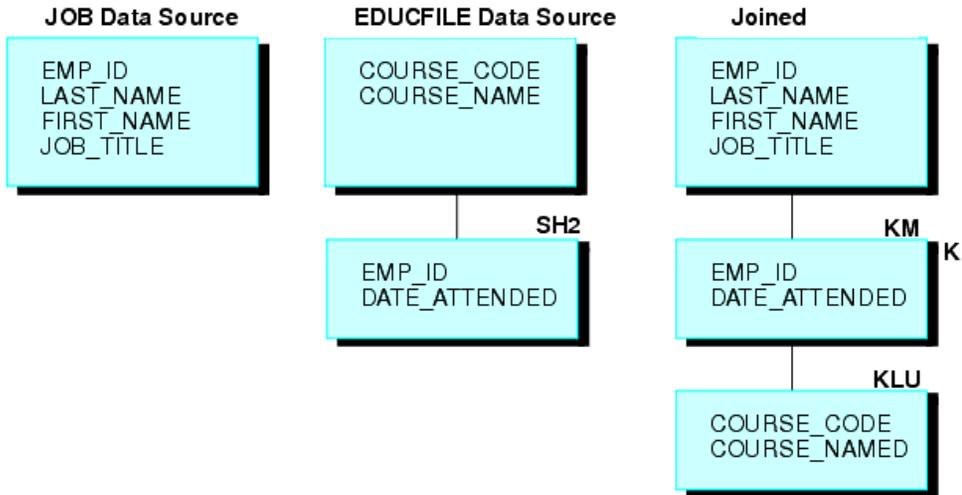 JOB Data Source
EMP_ID
LAST_NAME
FIRST_NAME
JOB_TITLE
EDUCFILE Data Source
COURSE_CODE
COURSE_NAME
SH2
EMP_ID
DATE_ATTENDED
Joined
EMP_ID
LAST_NAME
FIRST_NAME
JOB_TITLE
KM
K
EMP_ID
DATE_ATTENDED
KLU
COURSE_CODE
COURSE_NAMED